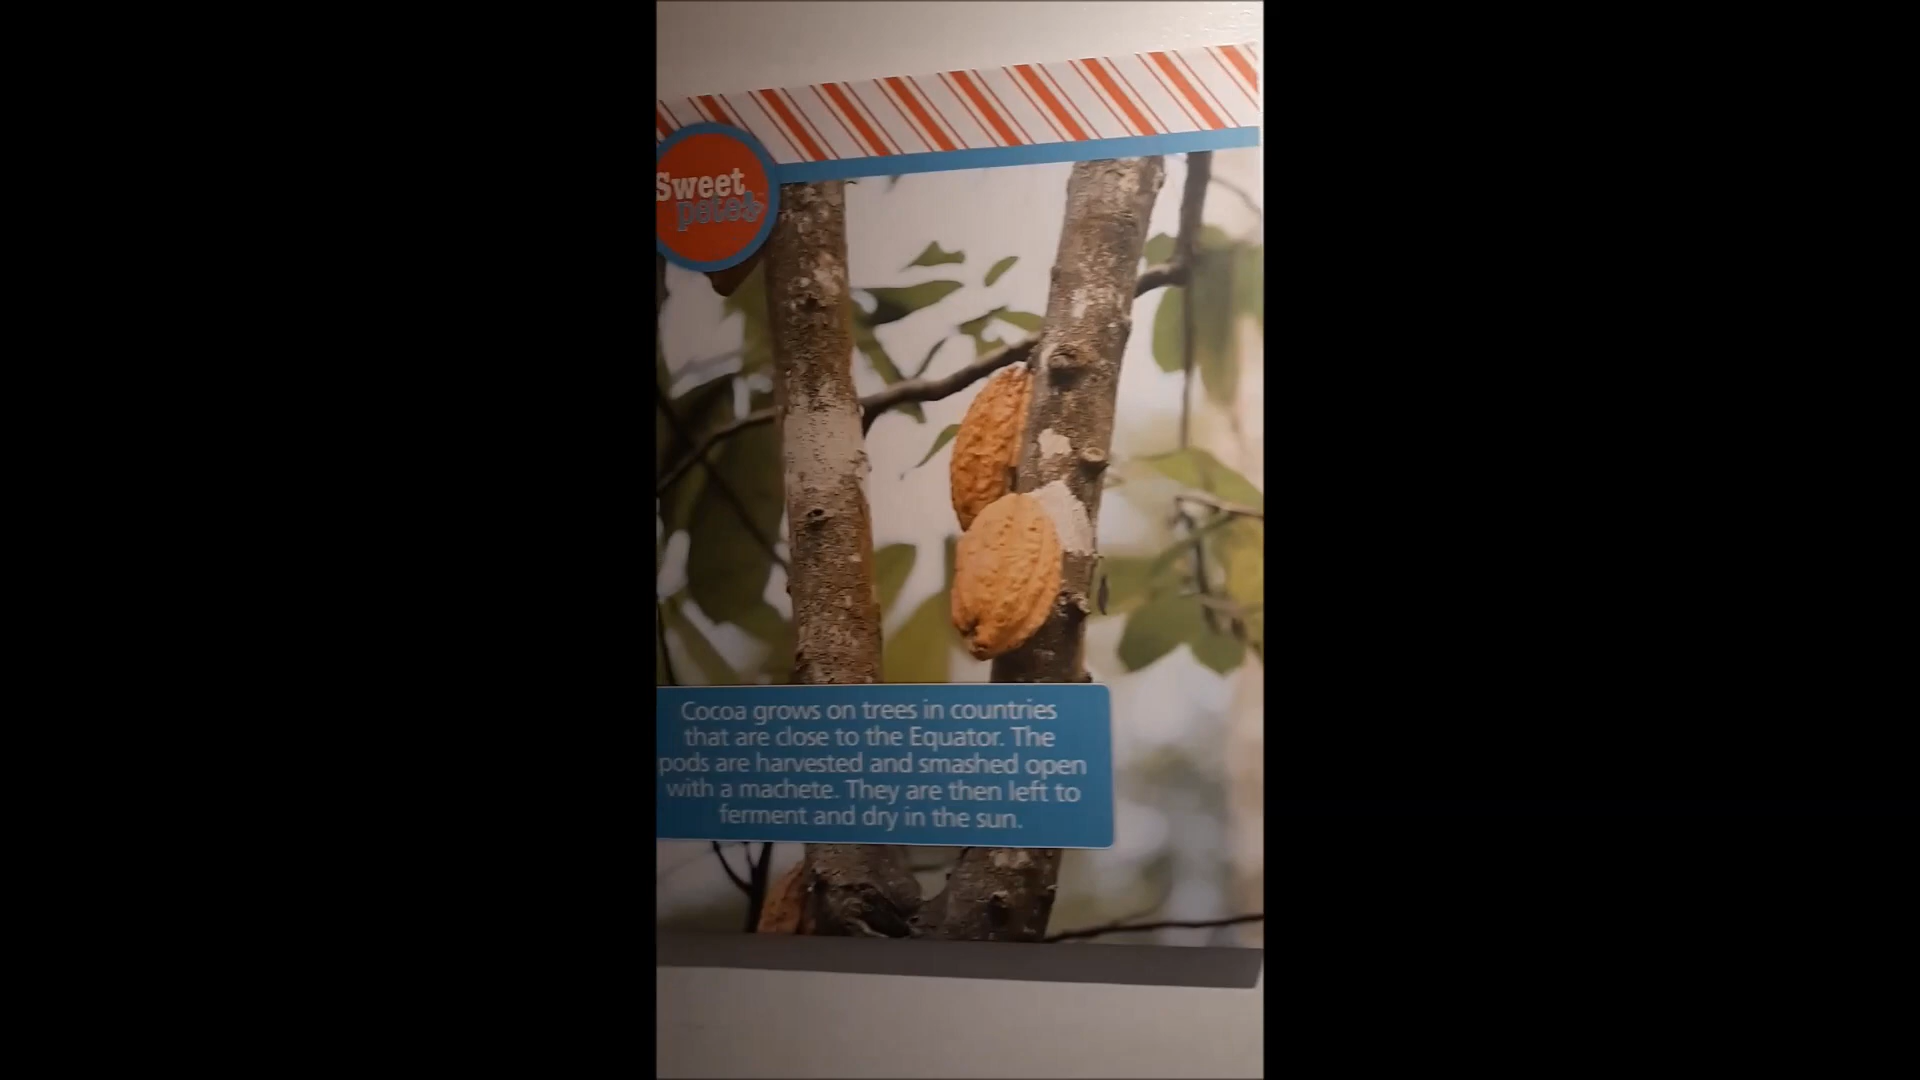 Sweet
pete's
Cocoa grows on trees in countries
that are close to the Equator. The
pods are harvested and smashed open
with a machete. They are then left to
ferment and dry in the sun.